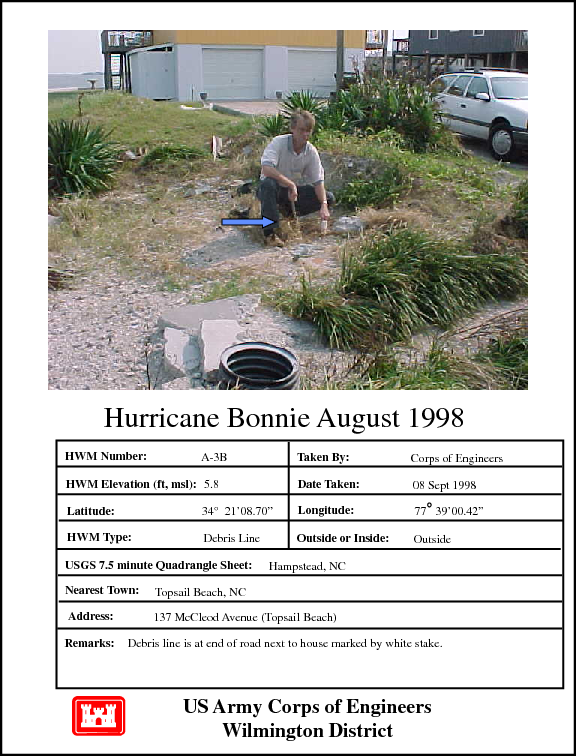 Hurricane Bonnie August 1998
HWM Number: A-3B Taken By: Corps of Engineers
HWM Elevation (ft, msl): 5.8 Date Taken: 08 Sept 1998
Latitude: 34° 21’08.70” Longitude: 77° 39’00.42”
HWM Type: Debris Line Outside or Inside: Outside
USGS 7.5 minute Quadrangle Sheet: Hampstead, NC
Nearest Town: Topsail Beach, NC
Address: 137 McCleod Avenue (Topsail Beach)
Remarks: Debris line is at end of road next to house marked by white stake.
US Army Corps of Engineers
Wilmington District